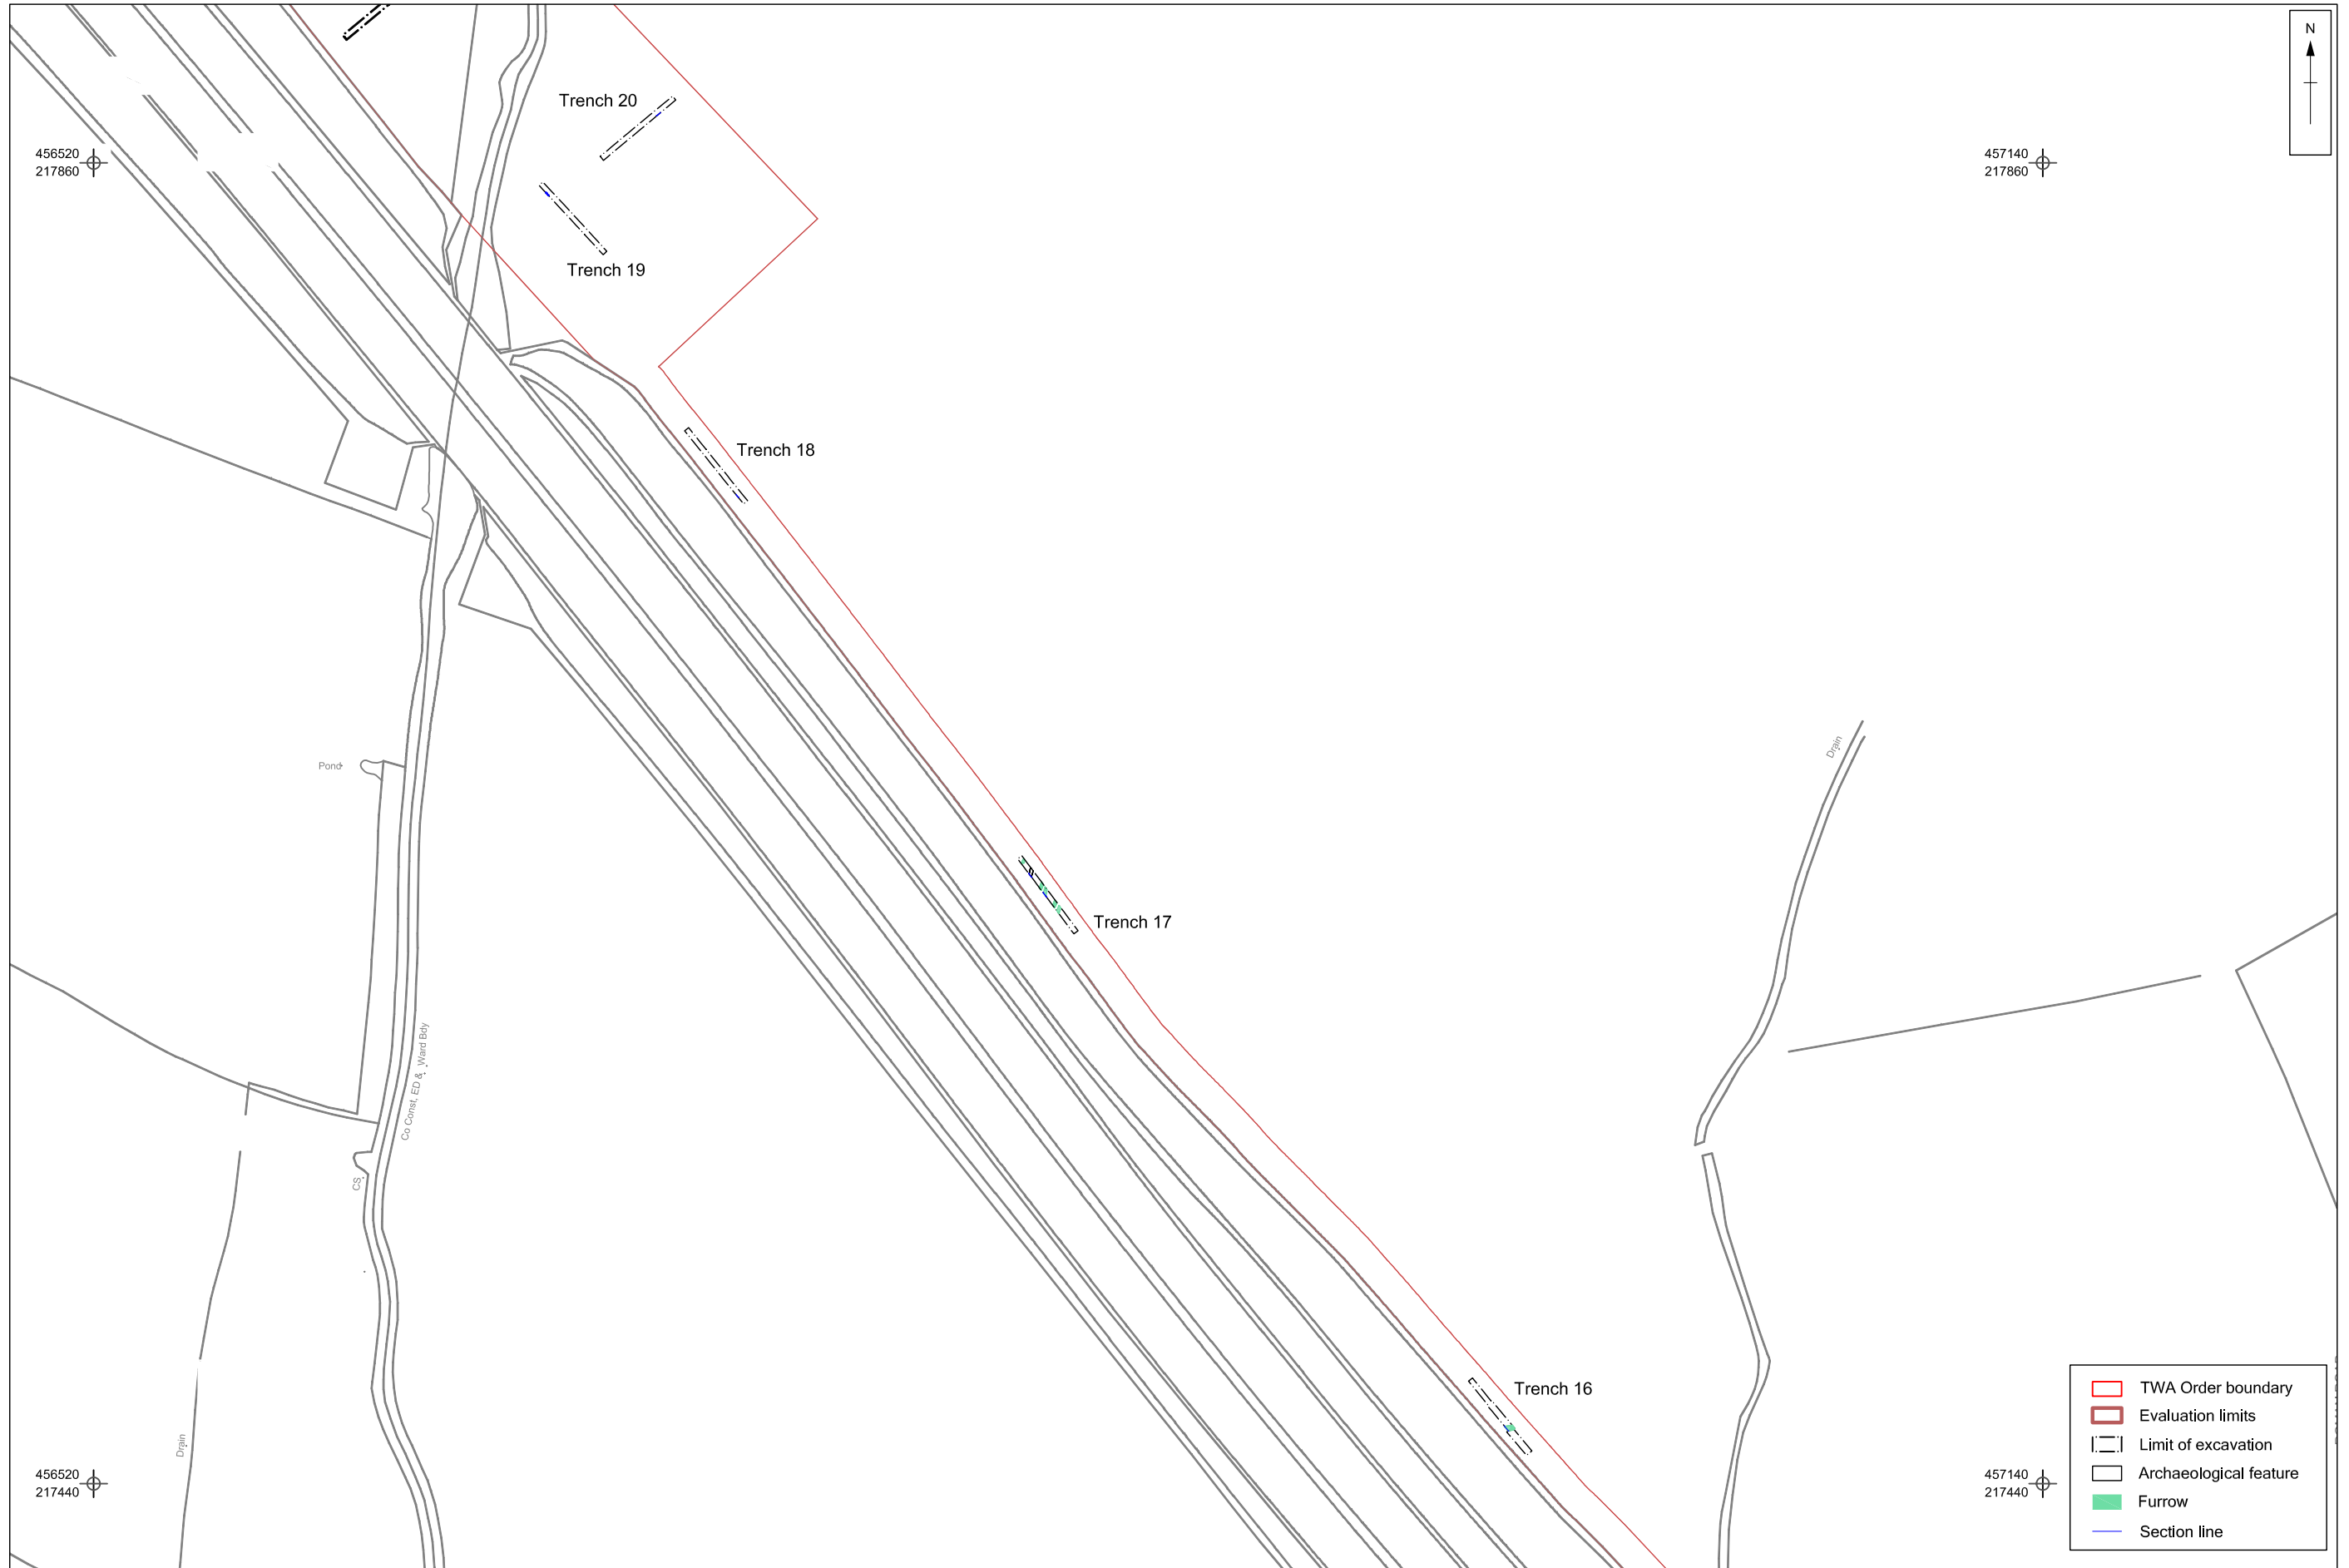 N
Trench 20
456520
217860
457140
217860
Trench 19
Trench 18
Drain
Pond
Trench 17
Co Const, ED & Ward Bdy
CS
Trench 16
Drain
456520
217440
457140
217440
TWA Order boundary
Evaluation limits
Limit of excavation
Archaeological feature
Furrow
Section line